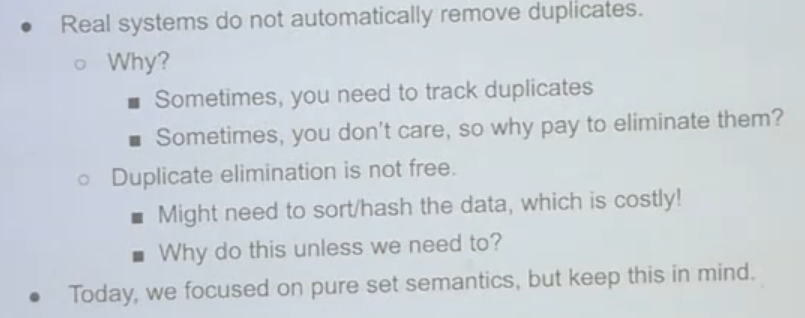 • Real systems do not automatically remove duplicates.
○ Why?
■ Sometimes, you need to track duplicates
■ Sometimes, you don't care, so why pay to eliminate them?
○ Duplicate elimination is not free.
■ Might need to sort/hash the data, which is costly!
■ Why do this unless we need to?
• Today, we focused on pure set semantics, but keep this in mind.